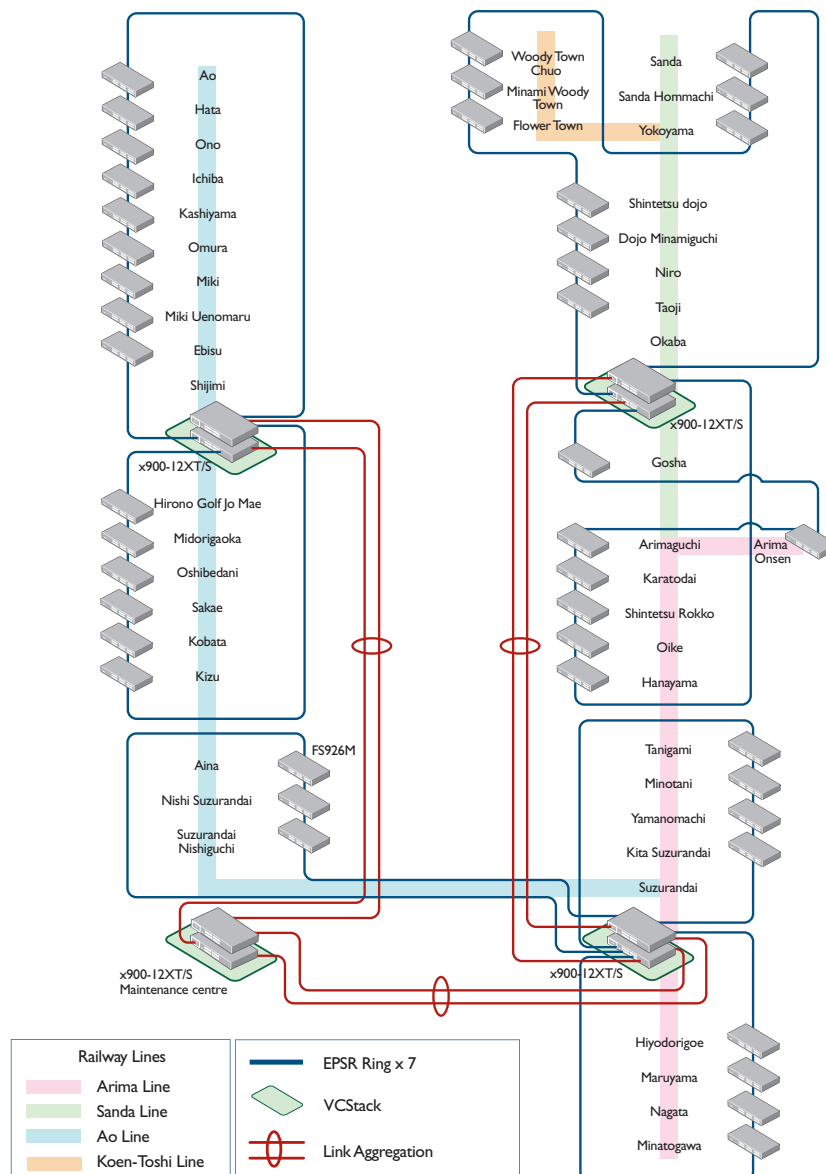 Ao
Hata
Ono
Ichiba
Kashiyama
Omura
Miki
Miki Uenomaru
Ebisu
Shijimi
x900-12XT/S
Hirono Golf Jo Mae
Midorigaoka
Oshibedani
Sakae
Kobata
Kizu
FS926M
Aina
Nishi Suzurandai
Suzurandai
Nishiguchi
x900-12XT/S
Maintenance centre
Woody Town
Chuo
Minami Woody
Town
Flower Town
Sanda
Sanda Hommachi
Yokoyama
Shintetsu dojo
Dojo Minamiguchi
Niro
Taoji
Okaba
x900-12XT/S
Gosha
Arimaguchi
Arima
Onsen
Karatodai
Shintetsu Rokko
Oike
Hanayama
Tanigami
Minotani
Yamanomachi
Kita Suzurandai
Suzurandai
x900-12XT/S
Hiyodorigoe
Maruyama
Nagata
Minatogawa
Railway Lines
Arima Line
Sanda Line
Ao Line
Koen-Toshi Line
EPSR Ring x 7
VCStack
Link Aggregation